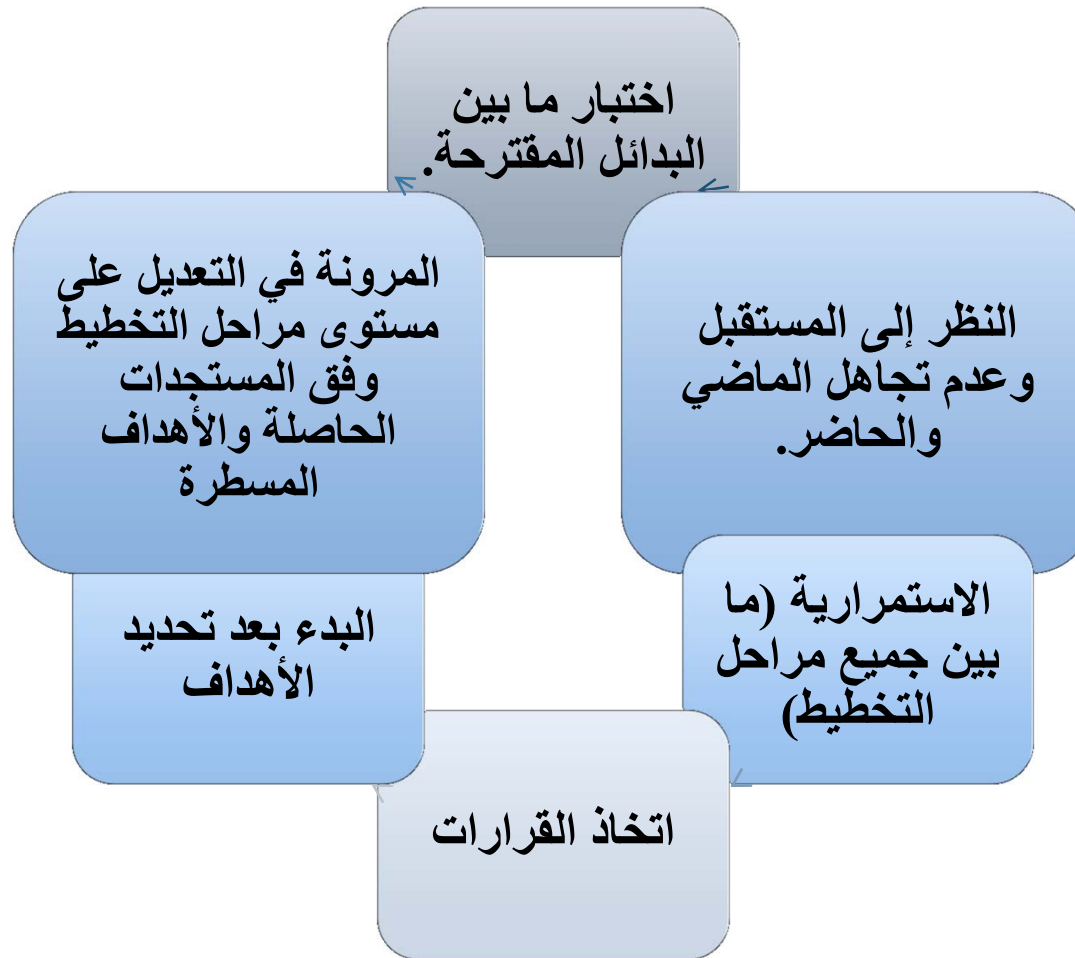 اختبار ما بين
البدائل المقترحة.
النظر إلى المستقبل
وعدم تجاهل الماضي
والحاضر.
المرونة في التعديل على
مستوى مراحل التخطيط
وفق المستجدات
الحاصلة والأهداف
المسطرة
الاستمرارية (ما
بين جميع مراحل
التخطيط)
البدء بعد تحديد
الأهداف
اتخاذ القرارات